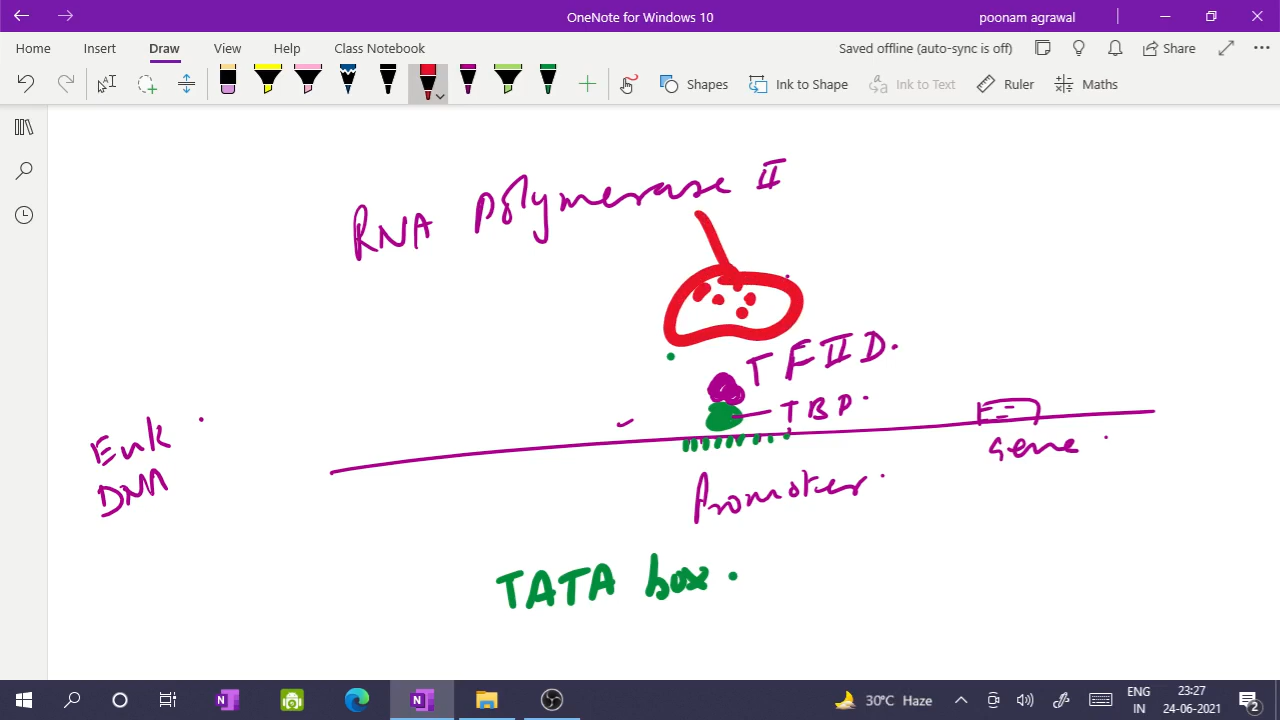 OneNote for Windows 10
poonam agrawal
Home Insert Draw View Help Class Notebook
Saved offline (auto-sync is off)
Share
Shapes Ink to Shape Ink to Text Ruler Maths
RNA polymerase II
TFIID.
TBP.
Euk
DNA
Gene
Promoter
TATA box.
30°C Haze
ENG
IN
23:27
24-06-2021
2